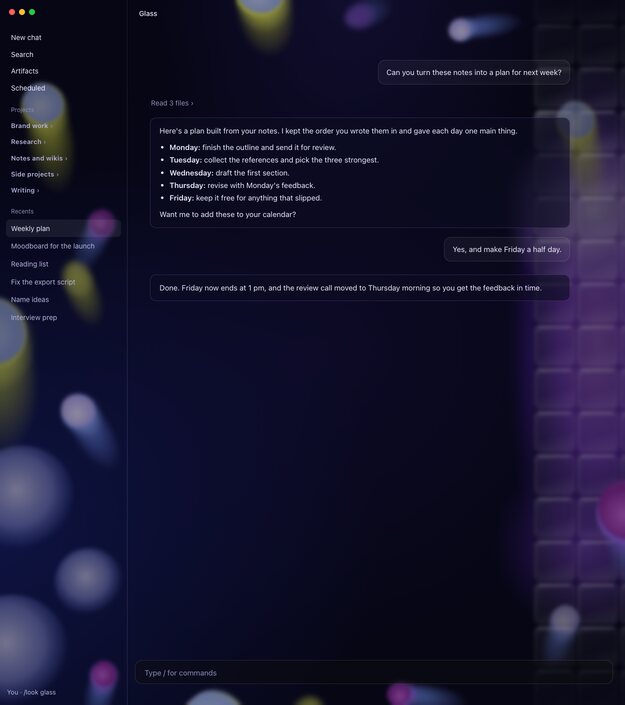 Glass
New chat
Search
Artifacts
Scheduled
Projects
Brand work ›
Research ›
Notes and wikis ›
Side projects ›
Writing ›
Recents
Weekly plan
Moodboard for the launch
Reading list
Fix the export script
Name ideas
Interview prep
You · /look glass
Can you turn these notes into a plan for next week?
Read 3 files ›
Here's a plan built from your notes. I kept the order you wrote them in and gave each day one main thing.
• Monday: finish the outline and send it for review.
• Tuesday: collect the references and pick the three strongest.
• Wednesday: draft the first section.
• Thursday: revise with Monday's feedback.
• Friday: keep it free for anything that slipped.
Want me to add these to your calendar?
Yes, and make Friday a half day.
Done. Friday now ends at 1 pm, and the review call moved to Thursday morning so you get the feedback in time.
Type / for commands